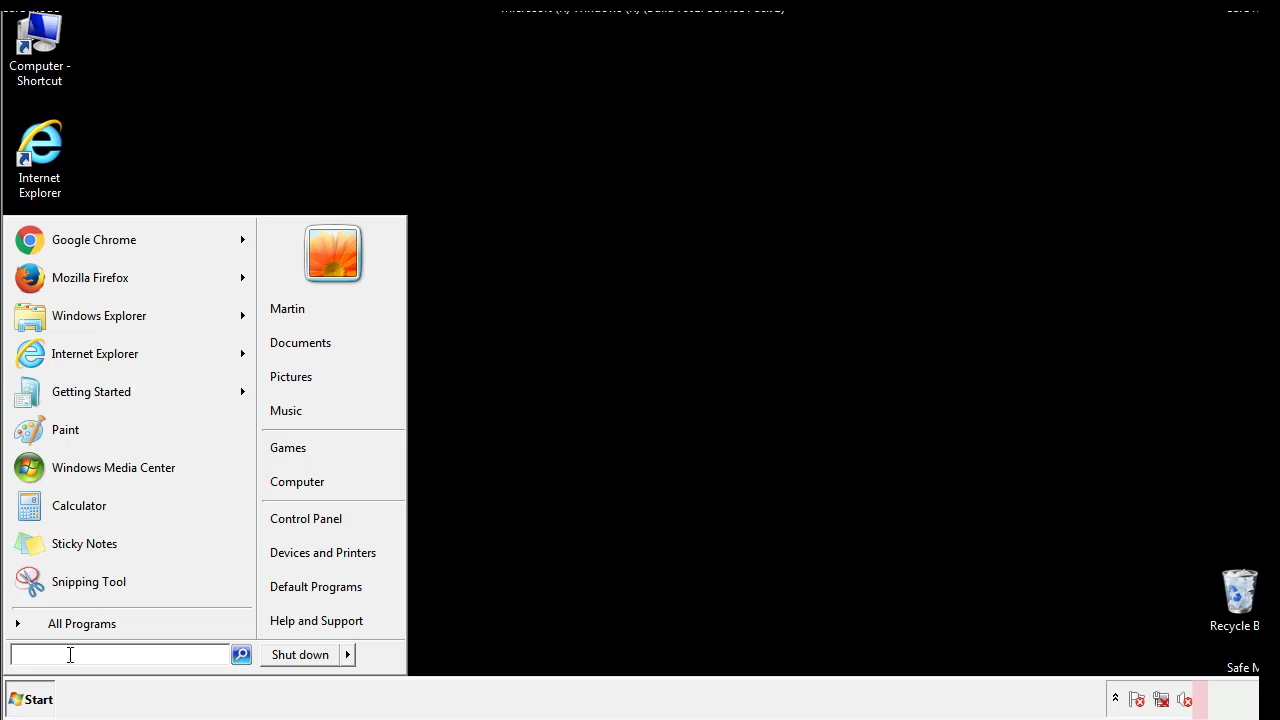 Computer -
Shortcut
Internet
Explorer
Google Chrome
Mozilla Firefox
Windows Explorer
Internet Explorer
Getting Started
Paint
Windows Media Center
Calculator
Sticky Notes
Snipping Tool
All Programs
Martin
Documents
Pictures
Music
Games
Computer
Control Panel
Devices and Printers
Default Programs
Help and Support
Shut down
Recycle B
Safe M
Start